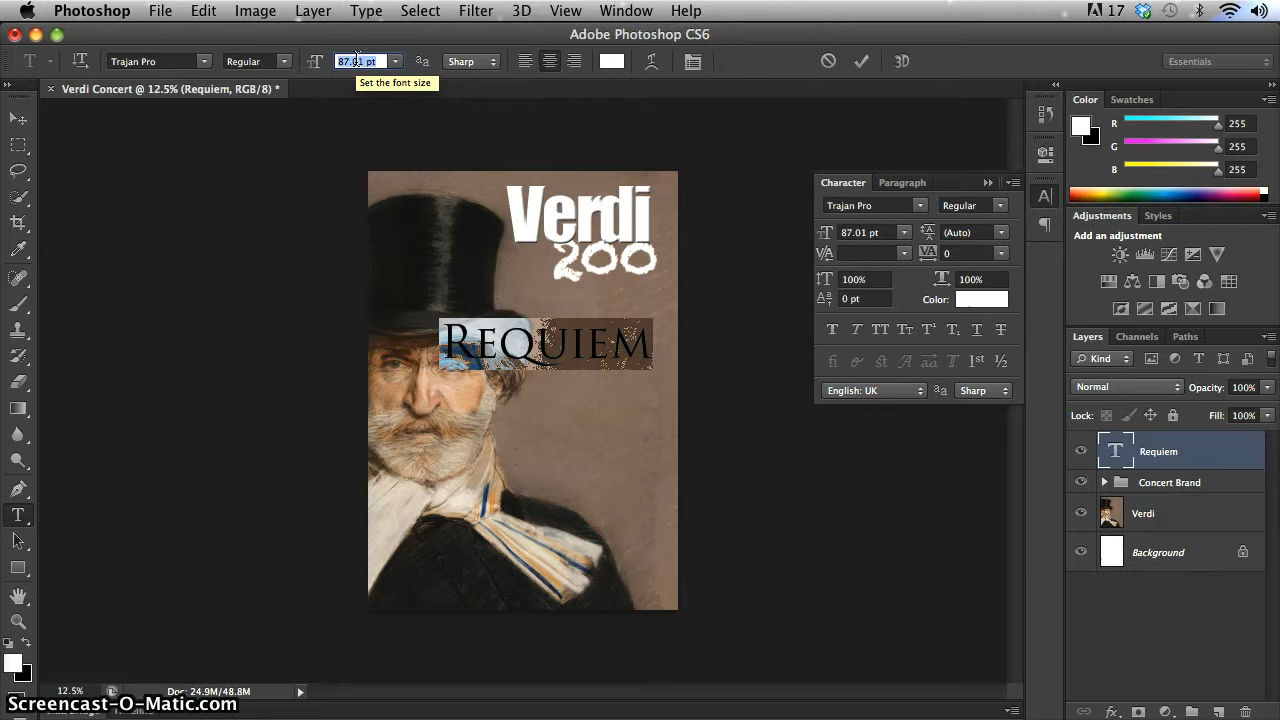 Photoshop File Edit Image Layer Type Select Filter 3D View Window Help 17
Adobe Photoshop CS6
T Trajan Pro Regular 87.01 pt Sharp 3D Essentials
Set the font size
× Verdi Concert @ 12.5% (Requiem, RGB/8) *
Color Swatches
R 255
G 255
B 255
Adjustments Styles
Add an adjustment
Character Paragraph
Trajan Pro Regular
87.01 pt (Auto)
0
100% 100%
0 pt Color:
English: UK Sharp
Verdi
200
REQUIEM
Layers Channels Paths
Kind
Normal Opacity: 100%
Lock: Fill: 100%
T Requiem
Concert Brand
Verdi
Background
12.5% Doc: 24.9M/48.8M
Screencast-O-Matic.com